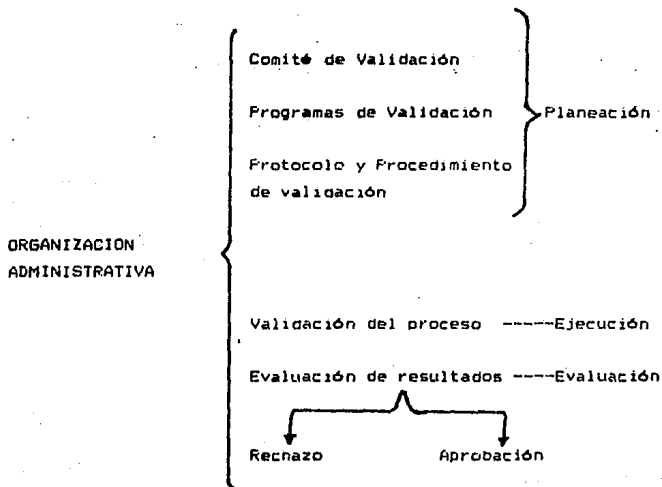 Comité de Validación
Programas de Validación
Planeación
Protocolo y Procedimiento
de validación
ORGANIZACION
ADMINISTRATIVA
Validación del proceso -----Ejecución
Evaluación de resultados ----Evaluación
Rechazo
Aprobación